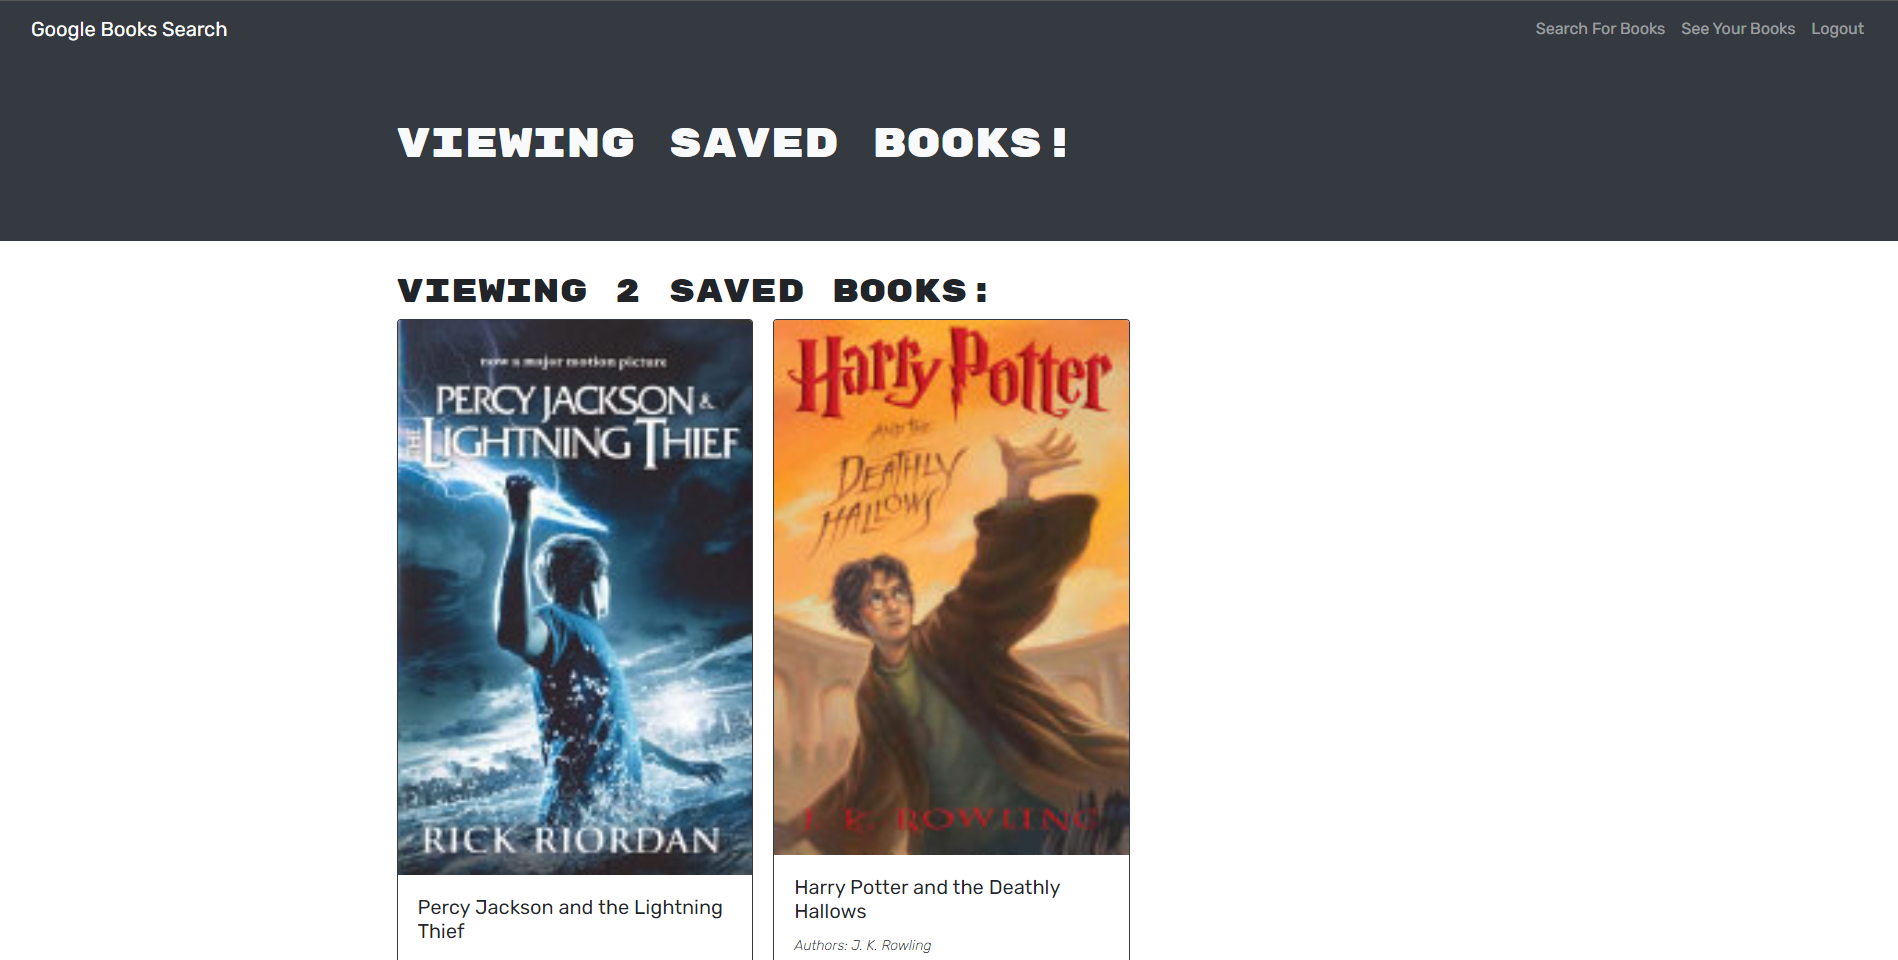 Google Books Search
Search For Books
See Your Books
Logout
VIEWING SAVED BOOKS!
VIEWING 2 SAVED BOOKS:
now a major motion picture
PERCY JACKSON &
THE LIGHTNING THIEF
RICK RIORDAN
Percy Jackson and the Lightning
Thief
Harry Potter
AND THE
DEATHLY
HALLOWS
J. K. ROWLING
Harry Potter and the Deathly
Hallows
Authors: J. K. Rowling